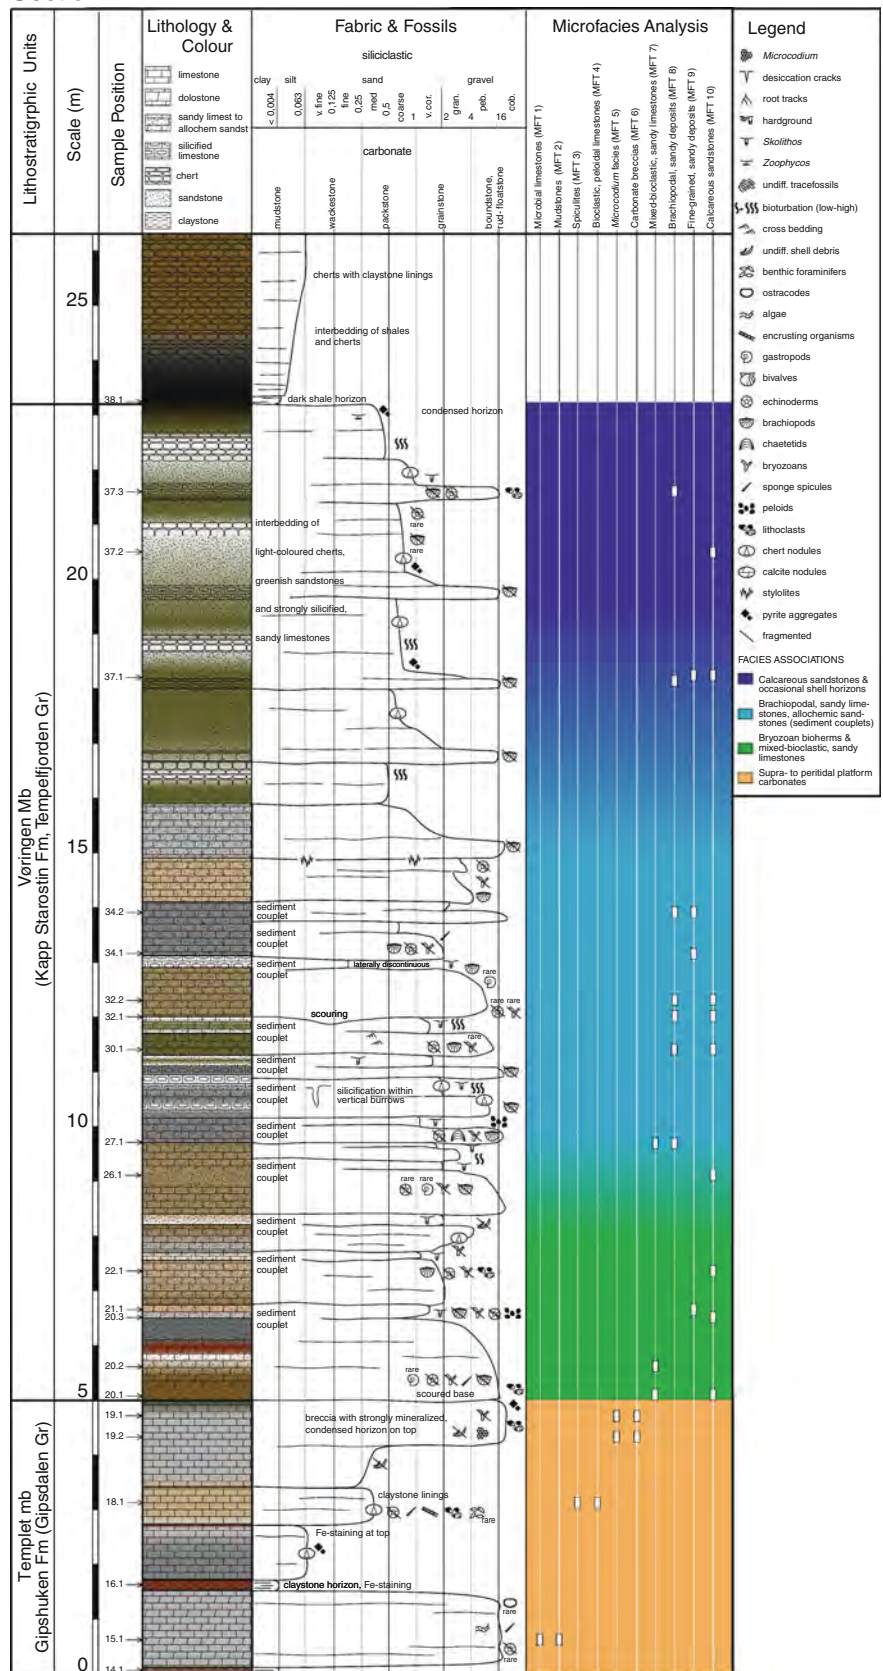 Lithostratigrphic Units
Scale (m)
Sample Position
Lithology &
Colour
limestone
dolostone
sandy limest to
allochem sandst
silicified
limestone
chert
sandstone
claystone
Fabric & Fossils
siliciclastic
clay silt sand gravel
< 0,004
0,063
v. fine
0,125
fine
0,25
med
0,5
coarse
1
v. cor.
2
gran.
4
peb.
16
cob.
carbonate
mudstone
wackestone
packstone
grainstone
boundstone,
rud- floatstone
Microfacies Analysis
Microbial limestones (MFT 1)
Mudstones (MFT 2)
Spiculites (MFT 3)
Bioclastic, peloidal limestones (MFT 4)
Microcodium facies (MFT 5)
Carbonate breccias (MFT 6)
Mixed-bioclastic, sandy limestones (MFT 7)
Brachiopodal, sandy deposits (MFT 8)
Fine-grained, sandy deposits (MFT 9)
Calcareous sandstones (MFT 10)
Legend
Microcodium
desiccation cracks
root tracks
hardground
Skolithos
Zoophycos
undiff. tracefossils
bioturbation (low-high)
cross bedding
undiff. shell debris
benthic foraminifers
ostracodes
algae
encrusting organisms
gastropods
bivalves
echinoderms
brachiopods
chaetetids
bryozoans
sponge spicules
peloids
lithoclasts
chert nodules
calcite nodules
stylolites
pyrite aggregates
fragmented
FACIES ASSOCIATIONS
Calcareous sandstones &
occasional shell horizons
Brachiopodal, sandy lime-
stones, allochemic sand-
stones (sediment couplets)
Bryozoan bioherms &
mixed-bioclastic, sandy
limestones
Supra- to peritidal platform
carbonates
Vøringen Mb
(Kapp Starostin Fm, Tempelfjorden Gr)
Templet mb
Gipshuken Fm (Gipsdalen Gr)
25
20
15
10
5
0
38.1
37.3
37.2
37.1
34.2
34.1
32.2
32.1
30.1
27.1
26.1
22.1
21.1
20.3
20.2
20.1
19.1
19.2
18.1
16.1
15.1
14.1
cherts with claystone linings
interbedding of shales
and cherts
dark shale horizon
condensed horizon
interbedding of
rare
light-coloured cherts,
rare
greenish sandstones
and strongly silicified,
sandy limestones
sediment
couplet
sediment
couplet
sediment
couplet
laterally discontinuous
rare
rare rare
scouring
sediment
couplet
sediment
couplet
sediment
couplet
silicification within
vertical burrows
sediment
couplet
sediment
couplet
rare rare
sediment
couplet
sediment
couplet
sediment
couplet
rare
scoured base
breccia with strongly mineralized,
condensed horizon on top
claystone linings
rare
Fe-staining at top
claystone horizon, Fe-staining
rare
rare